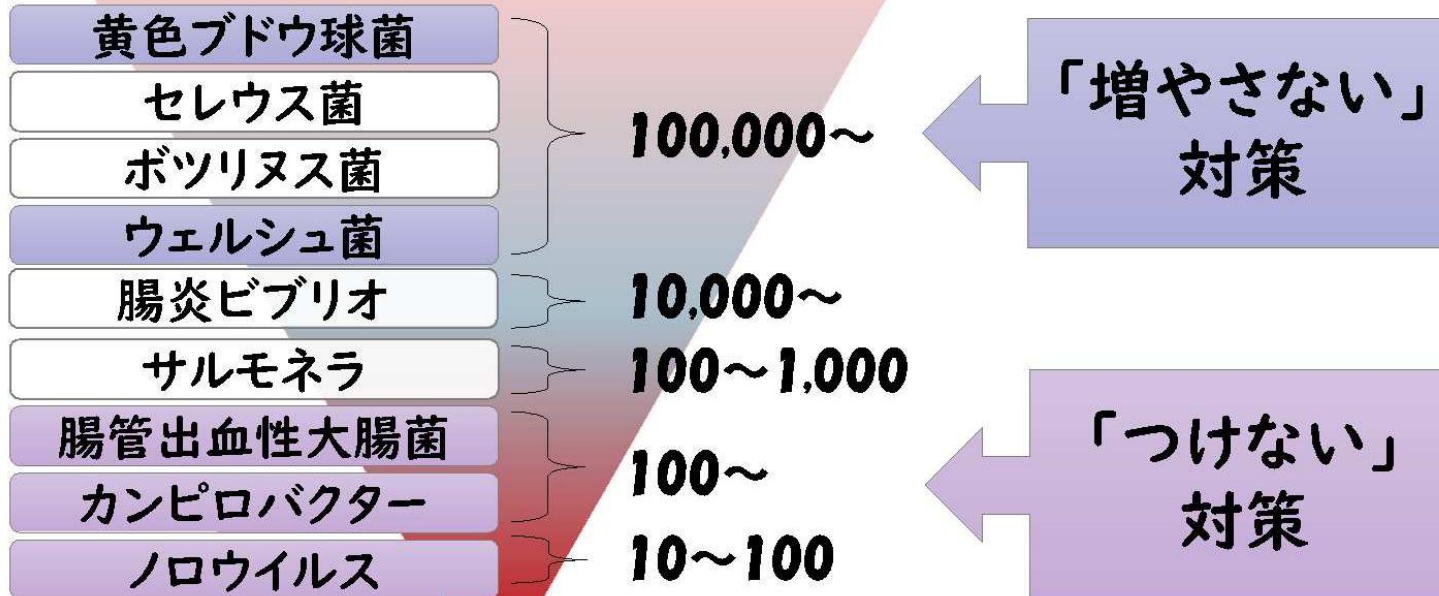 黄色ブドウ球菌
セレウス菌
ボツリヌス菌
ウェルシュ菌
100,000～
「増やさない」
対策
腸炎ビブリオ
10,000～
サルモネラ
100～1,000
腸管出血性大腸菌
カンピロバクター
100～
「つけない」
対策
ノロウイルス
10～100